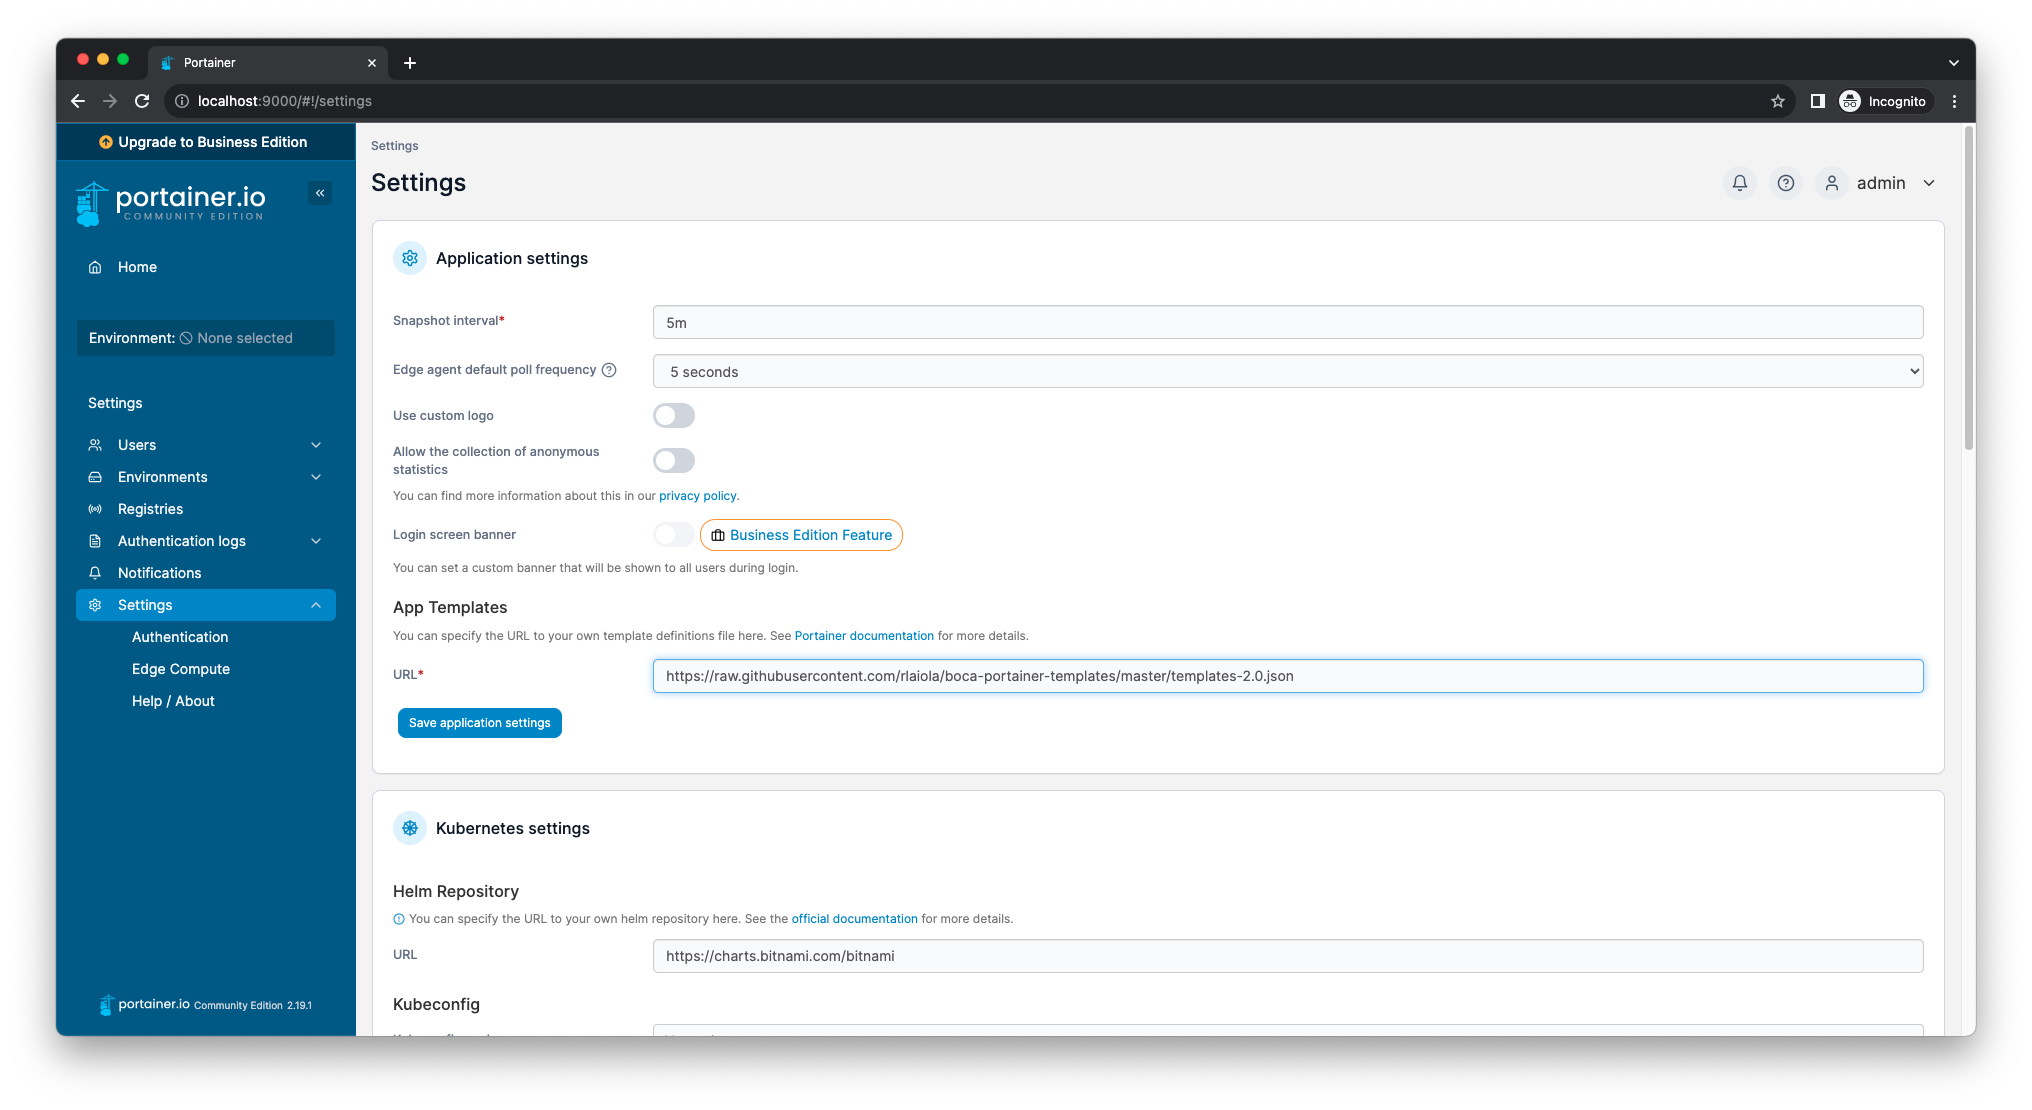 Portainer
localhost:9000/#!/settings
Incognito
Upgrade to Business Edition
portainer.io
COMMUNITY EDITION
Home
Environment: None selected
Settings
Users
Environments
Registries
Authentication logs
Notifications
Settings
Authentication
Edge Compute
Help / About
portainer.io Community Edition 2.19.1
Settings
Settings
admin
Application settings
Snapshot interval*
5m
Edge agent default poll frequency
5 seconds
Use custom logo
Allow the collection of anonymous
statistics
You can find more information about this in our privacy policy.
Login screen banner
Business Edition Feature
You can set a custom banner that will be shown to all users during login.
App Templates
You can specify the URL to your own template definitions file here. See Portainer documentation for more details.
URL*
https://raw.githubusercontent.com/rlaiola/boca-portainer-templates/master/templates-2.0.json
Save application settings
Kubernetes settings
Helm Repository
You can specify the URL to your own helm repository here. See the official documentation for more details.
URL
https://charts.bitnami.com/bitnami
Kubeconfig